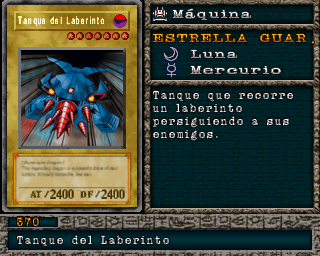 Tanque del Laberinto
AT/2400 DF/2400
Máquina
ESTRELLA GUAR.
Luna
Mercurio
Tanque que recorre
un laberinto
persiguiendo a sus
enemigos.
370
Tanque del Laberinto